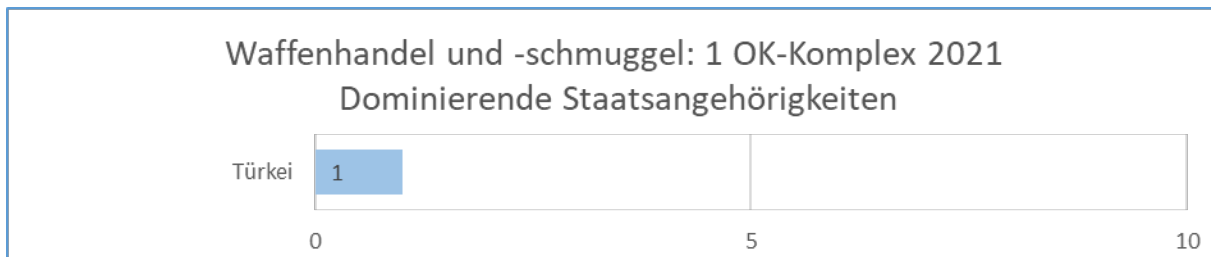 Waffenhandel und -schmuggel: 1 OK-Komplex 2021
Dominierende Staatsangehörigkeiten
Türkei 1
0 5 10